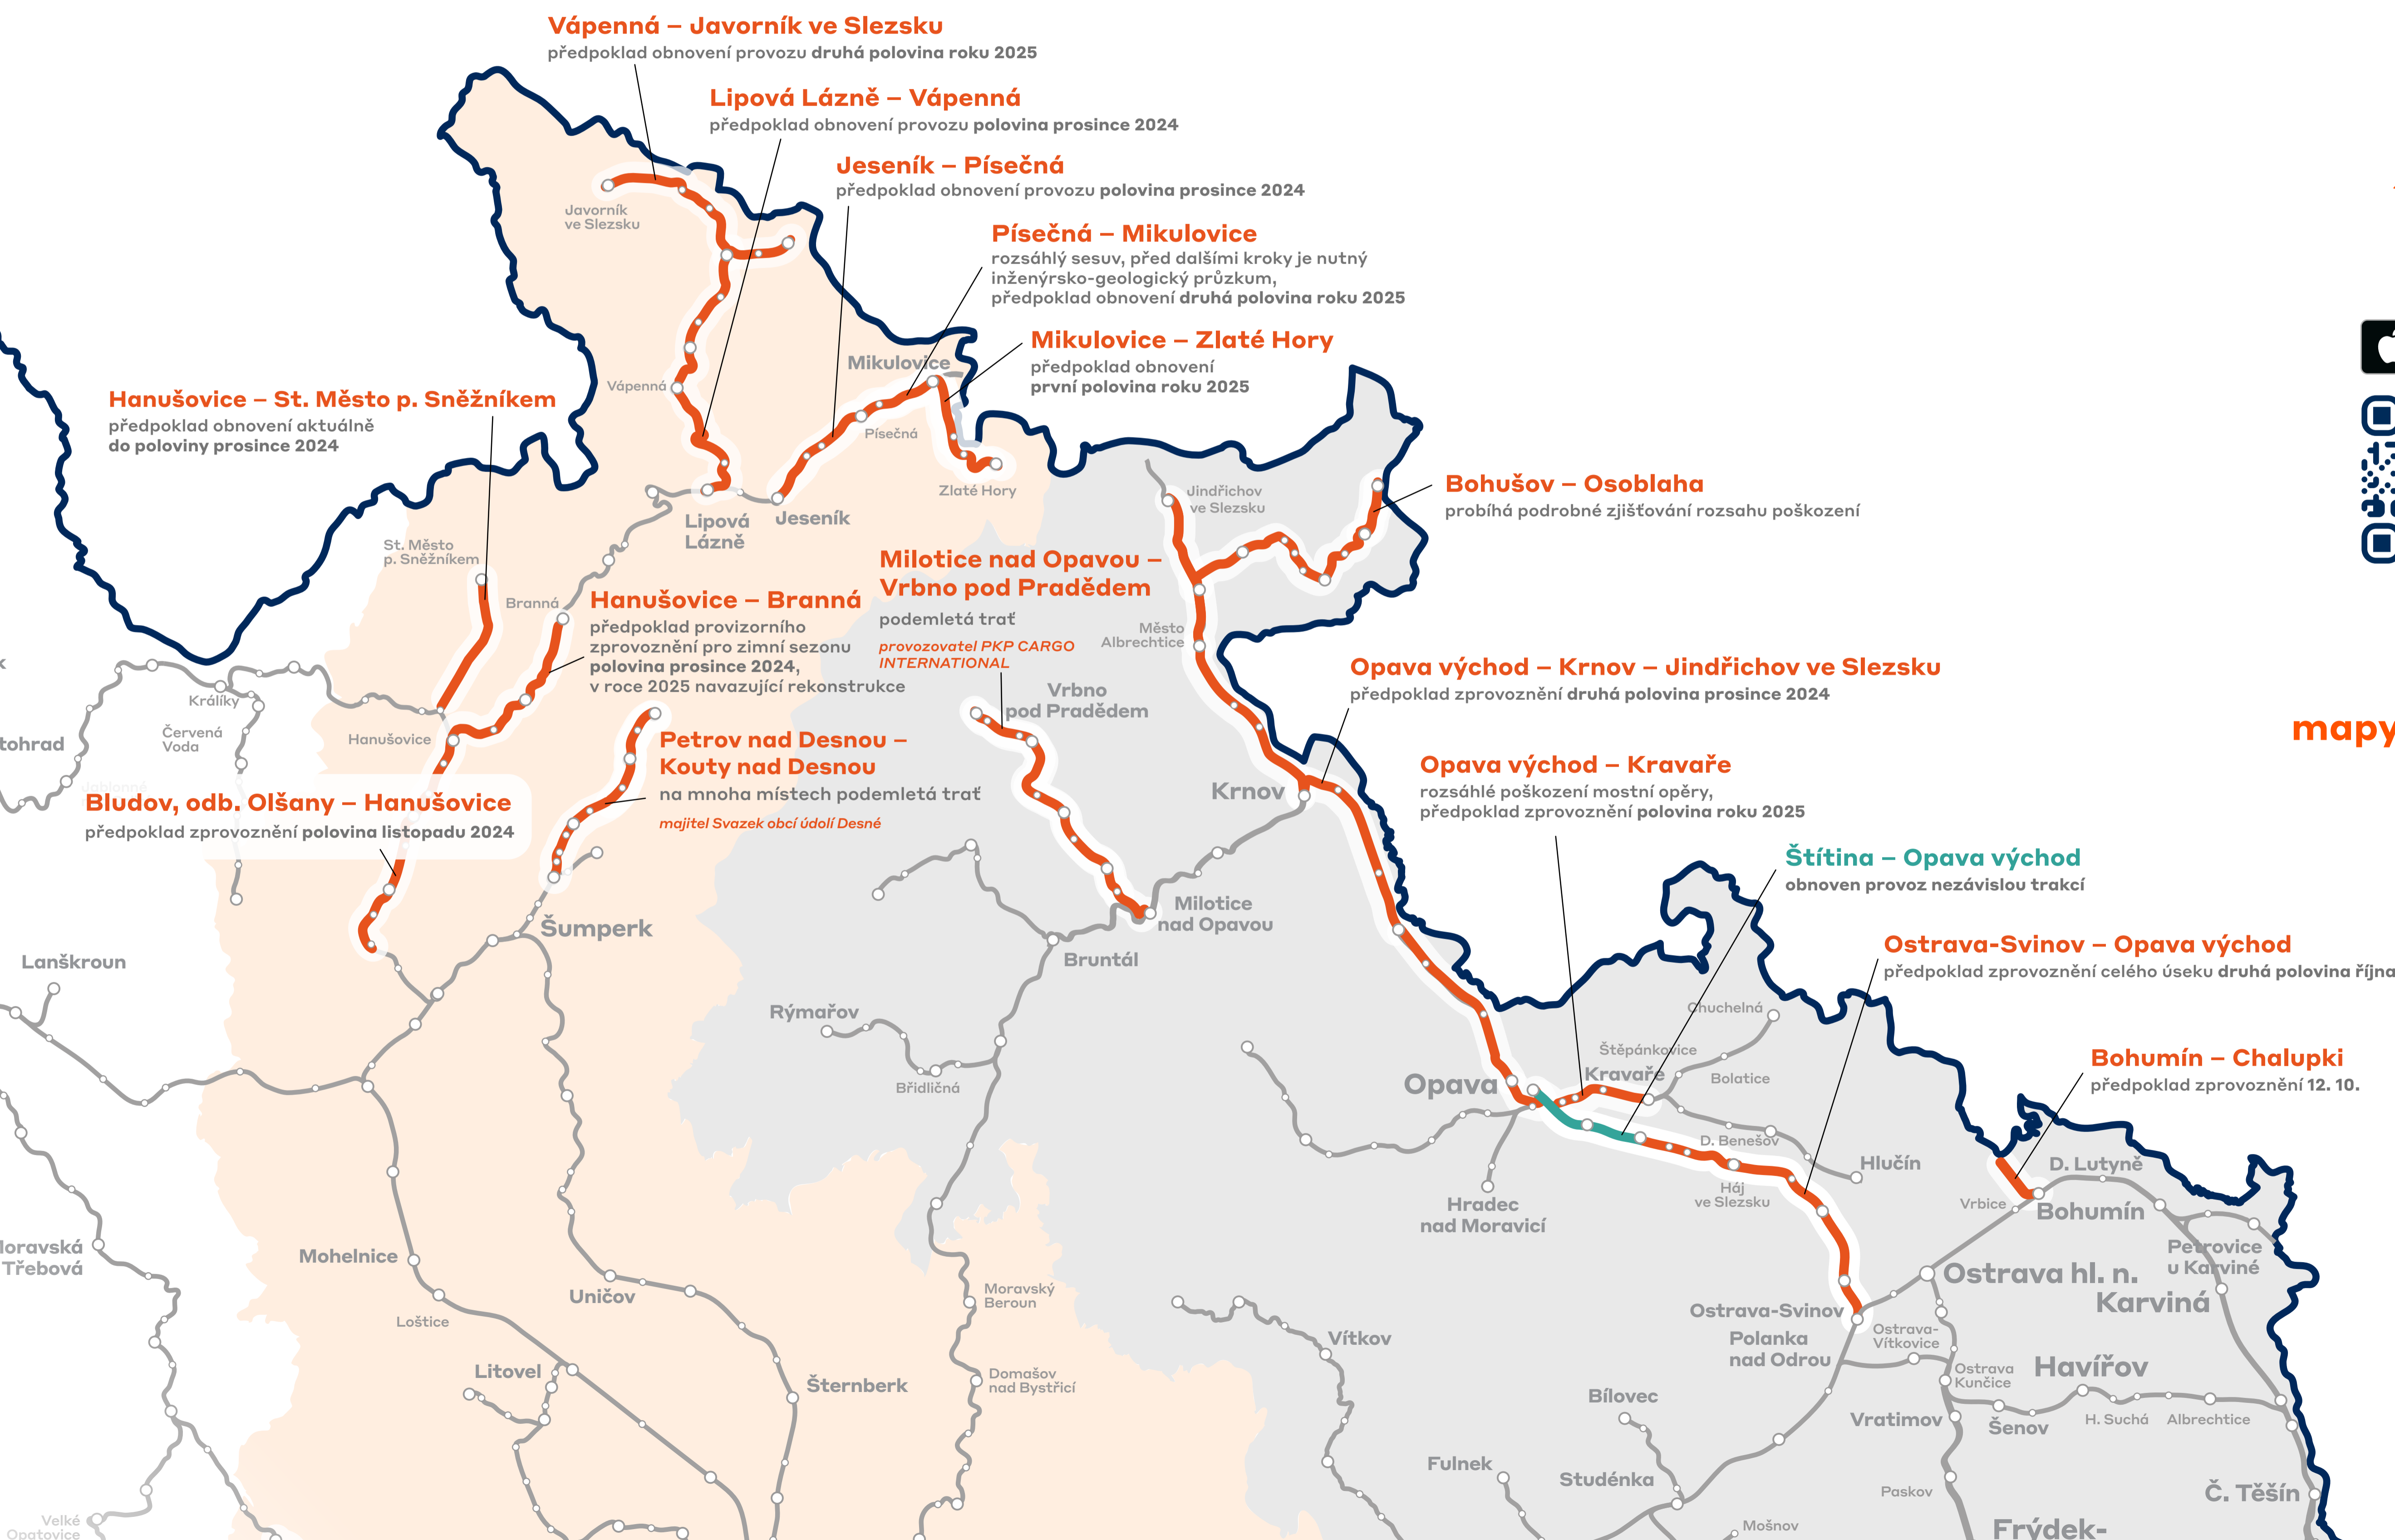 Vápenná – Javorník ve Slezsku
předpoklad obnovení provozu druhá polovina roku 2025
Lipová Lázně – Vápenná
předpoklad obnovení provozu polovina prosince 2024
Jeseník – Písečná
předpoklad obnovení provozu polovina prosince 2024
Písečná – Mikulovice
rozsáhlý sesuv, před dalšími kroky je nutný
inženýrsko-geologický průzkum,
předpoklad obnovení druhá polovina roku 2025
Mikulovice – Zlaté Hory
předpoklad obnovení
první polovina roku 2025
Javorník
ve Slezsku
Mikulovice
Vápenná
Písečná
Zlaté Hory
Lipová
Lázně
Jeseník
Hanušovice – St. Město p. Sněžníkem
předpoklad obnovení aktuálně
do poloviny prosince 2024
St. Město
p. Sněžníkem
Branná
Hanušovice – Branná
předpoklad provizorního
zprovoznění pro zimní sezonu
polovina prosince 2024,
v roce 2025 navazující rekonstrukce
Milotice nad Opavou –
Vrbno pod Pradědem
podemletá trať
provozovatel PKP CARGO
INTERNATIONAL
Vrbno
pod Pradědem
Jindřichov
ve Slezsku
Bohušov – Osoblaha
probíhá podrobné zjišťování rozsahu poškození
Město
Albrechtice
Opava východ – Krnov – Jindřichov ve Slezsku
předpoklad zprovoznění druhá polovina prosince 2024
mapy
Králíky
Červená
Voda
tohrad
Hanušovice
Petrov nad Desnou –
Kouty nad Desnou
na mnoha místech podemletá trať
majitel Svazek obcí údolí Desné
Bludov, odb. Olšany – Hanušovice
předpoklad zprovoznění polovina listopadu 2024
Krnov
Opava východ – Kravaře
rozsáhlé poškození mostní opěry,
předpoklad zprovoznění polovina roku 2025
Štítina – Opava východ
obnoven provoz nezávislou trakcí
Ostrava-Svinov – Opava východ
předpoklad zprovoznění celého úseku druhá polovina října
Bohumín – Chalupki
předpoklad zprovoznění 12. 10.
Šumperk
Lanškroun
Milotice
nad Opavou
Bruntál
Rýmařov
Břidličná
Chuchelná
Štěpánkovice
Kravaře
Bolatice
Opava
D. Benešov
Hlučín
Háj
ve Slezsku
Hradec
nad Moravicí
D. Lutyně
Vrbice
Bohumín
Petrovice
u Karviné
Ostrava hl. n.
Karviná
Ostrava-Svinov
Polanka
nad Odrou
Ostrava-
Vítkovice
Ostrava
Kunčice
Havířov
Vratimov
Šenov
H. Suchá
Albrechtice
Paskov
Č. Těšín
Frýdek-
Mošnov
Bílovec
Studénka
Fulnek
Vítkov
Moravský
Beroun
Domašov
nad Bystřicí
Mohelnice
Loštice
Uničov
Litovel
Šternberk
Moravská
Třebová
Velké
Opatovice